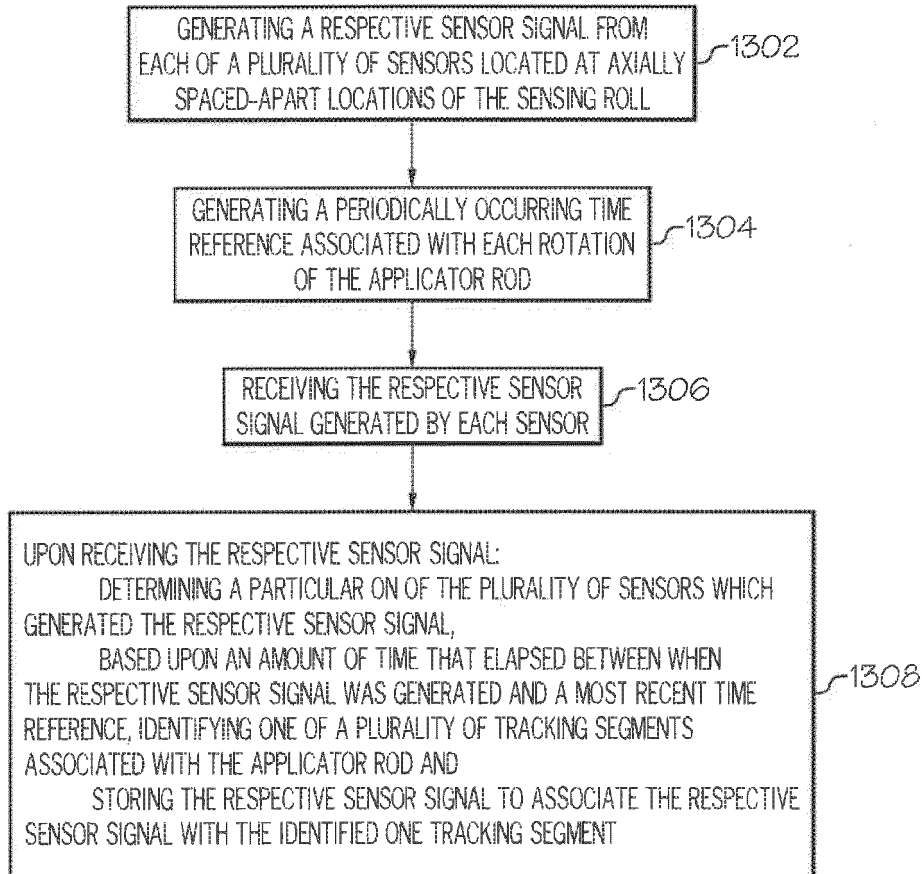 GENERATING A RESPECTIVE SENSOR SIGNAL FROM
EACH OF A PLURALITY OF SENSORS LOCATED AT AXIALLY
SPACED-APART LOCATIONS OF THE SENSING ROLL
1302
GENERATING A PERIODICALLY OCCURRING TIME
REFERENCE ASSOCIATED WITH EACH ROTATION
OF THE APPLICATOR ROD
1304
RECEIVING THE RESPECTIVE SENSOR
SIGNAL GENERATED BY EACH SENSOR
1306
UPON RECEIVING THE RESPECTIVE SENSOR SIGNAL:
DETERMINING A PARTICULAR ON OF THE PLURALITY OF SENSORS WHICH
GENERATED THE RESPECTIVE SENSOR SIGNAL,
BASED UPON AN AMOUNT OF TIME THAT ELAPSED BETWEEN WHEN
THE RESPECTIVE SENSOR SIGNAL WAS GENERATED AND A MOST RECENT TIME
REFERENCE, IDENTIFYING ONE OF A PLURALITY OF TRACKING SEGMENTS
ASSOCIATED WITH THE APPLICATOR ROD AND
STORING THE RESPECTIVE SENSOR SIGNAL TO ASSOCIATE THE RESPECTIVE
SENSOR SIGNAL WITH THE IDENTIFIED ONE TRACKING SEGMENT
1308